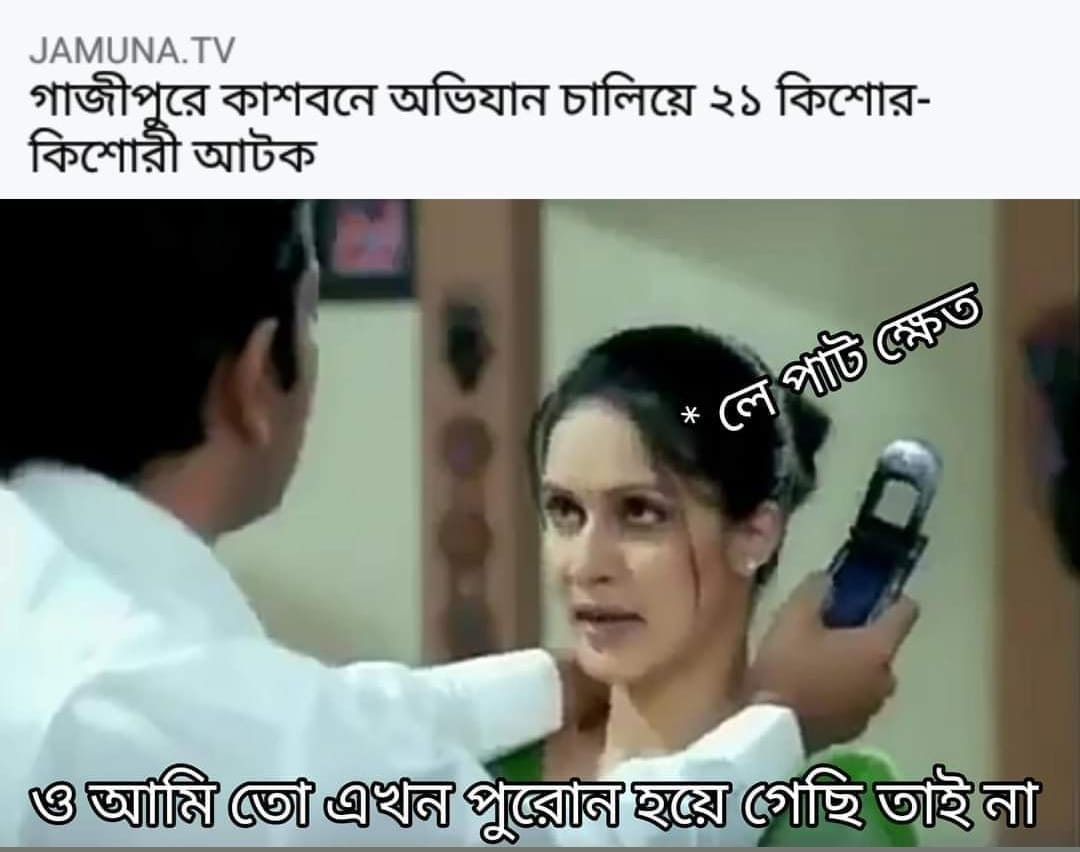 JAMUNA.TV
গাজীপুরে কাশবনে অভিযান চালিয়ে ২১ কিশোর-
কিশোরী আটক
* লে পাট ক্ষেত
ও আমি তো এখন পুরোন হয়ে গেছি তাই না